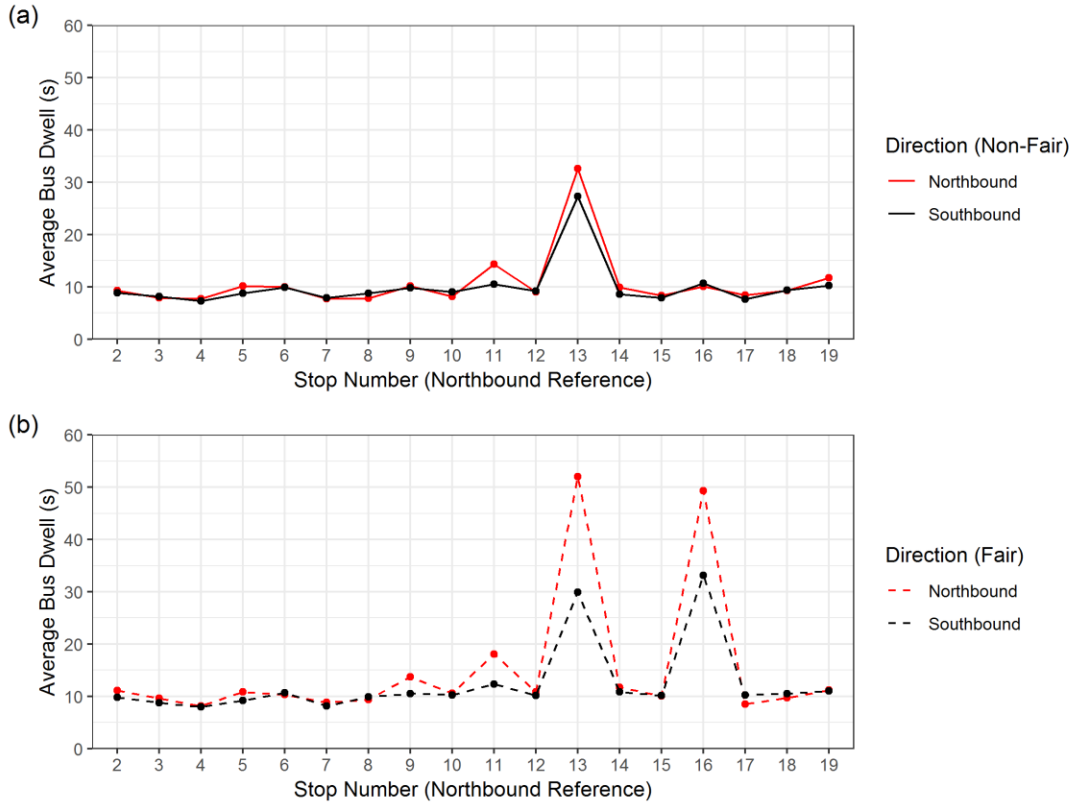 (a)
60
50
40
30
20
10
0
Average Bus Dwell (s)
2 3 4 5 6 7 8 9 10 11 12 13 14 15 16 17 18 19
Stop Number (Northbound Reference)
Direction (Non-Fair)
Northbound
Southbound
(b)
60
50
40
30
20
10
0
Average Bus Dwell (s)
2 3 4 5 6 7 8 9 10 11 12 13 14 15 16 17 18 19
Stop Number (Northbound Reference)
Direction (Fair)
Northbound
Southbound